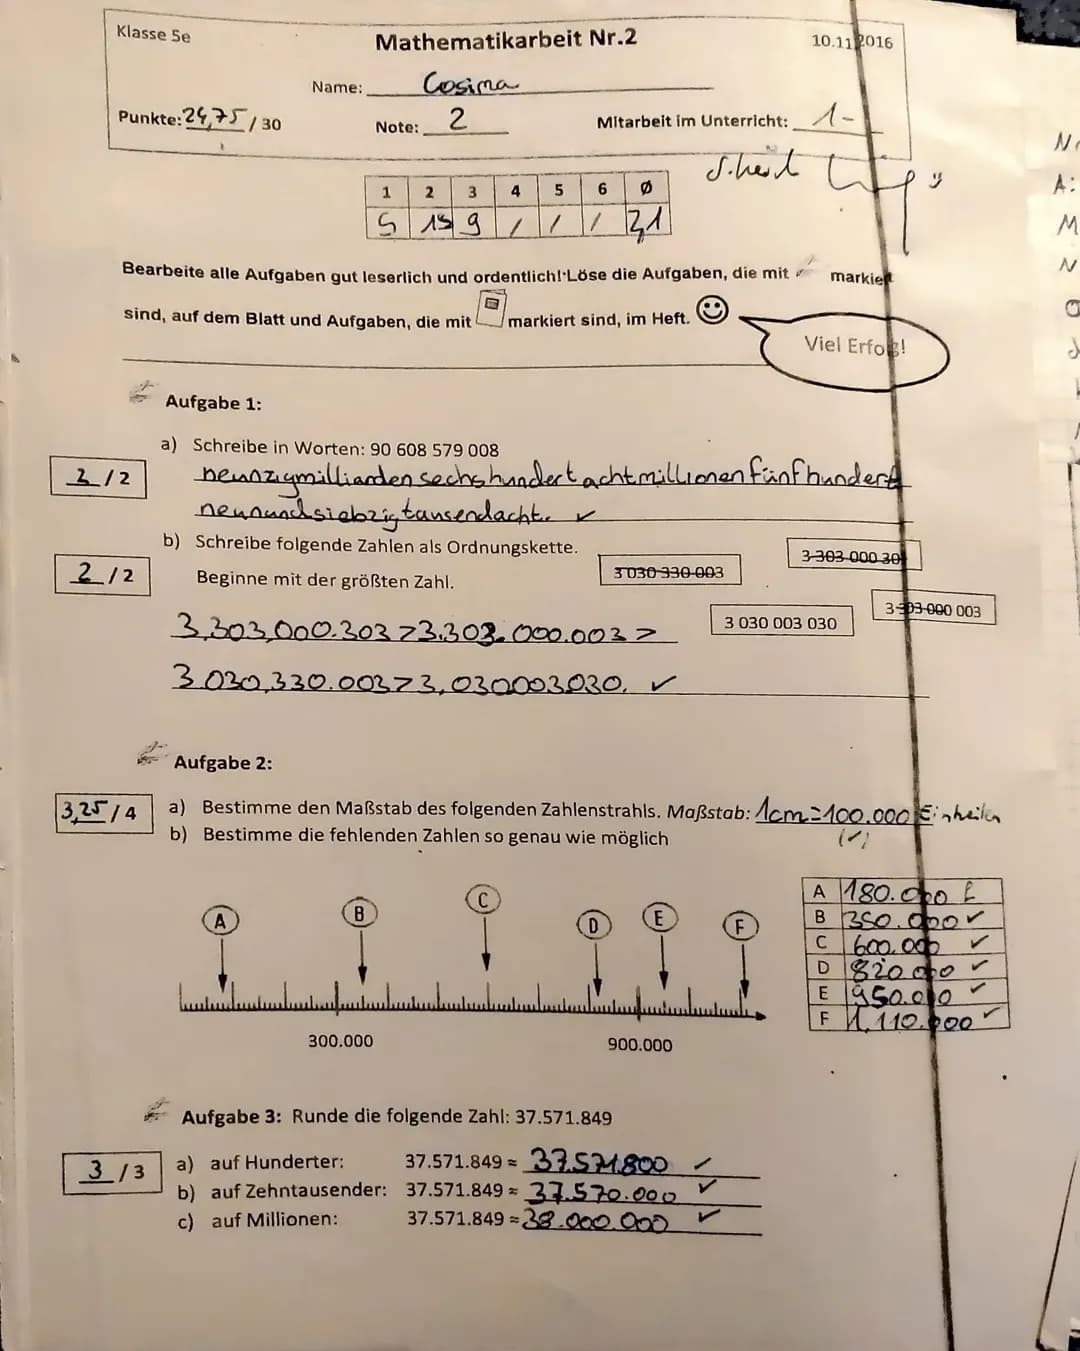 Klasse 5e
Mathematikarbeit Nr.2
10.11.2016
Name: Cosima
Punkte: 24,75 / 30
Note: 2
Mitarbeit im Unterricht: 1-
1 2 3 4 5 6 Ø
5 15 9 / / / 2,1
Bearbeite alle Aufgaben gut leserlich und ordentlich! Löse die Aufgaben, die mit markiert
sind, auf dem Blatt und Aufgaben, die mit markiert sind, im Heft.
Viel Erfolg!
Aufgabe 1:
a) Schreibe in Worten: 90 608 579 008
2 / 2
neunzigmilliardensechshundertachtmillionenfünfhundert
neunundsiebzigtausendacht. ✓
b) Schreibe folgende Zahlen als Ordnungskette.
Beginne mit der größten Zahl.
2 / 2
3 030 330 003
3 303 000 303
3 030 003 030
3 303 000 003
3.303.000.303 > 3.303.000.003 >
3.030.330.003 > 3.030003030. ✓
Aufgabe 2:
3,25 / 4
a) Bestimme den Maßstab des folgenden Zahlenstrahls. Maßstab: 1cm=100.000 Einheiten
(✓)
b) Bestimme die fehlenden Zahlen so genau wie möglich
A B C D E F
300.000 900.000
A 180.000 f
B 350.000 ✓
C 600.000 ✓
D 820.000 ✓
E 950.000 ✓
F 1.110.000 ✓
Aufgabe 3: Runde die folgende Zahl: 37.571.849
3 / 3
a) auf Hunderter: 37.571.849 ≈ 37.571.800 ✓
b) auf Zehntausender: 37.571.849 ≈ 37.570.000 ✓
c) auf Millionen: 37.571.849 ≈ 38.000.000 ✓